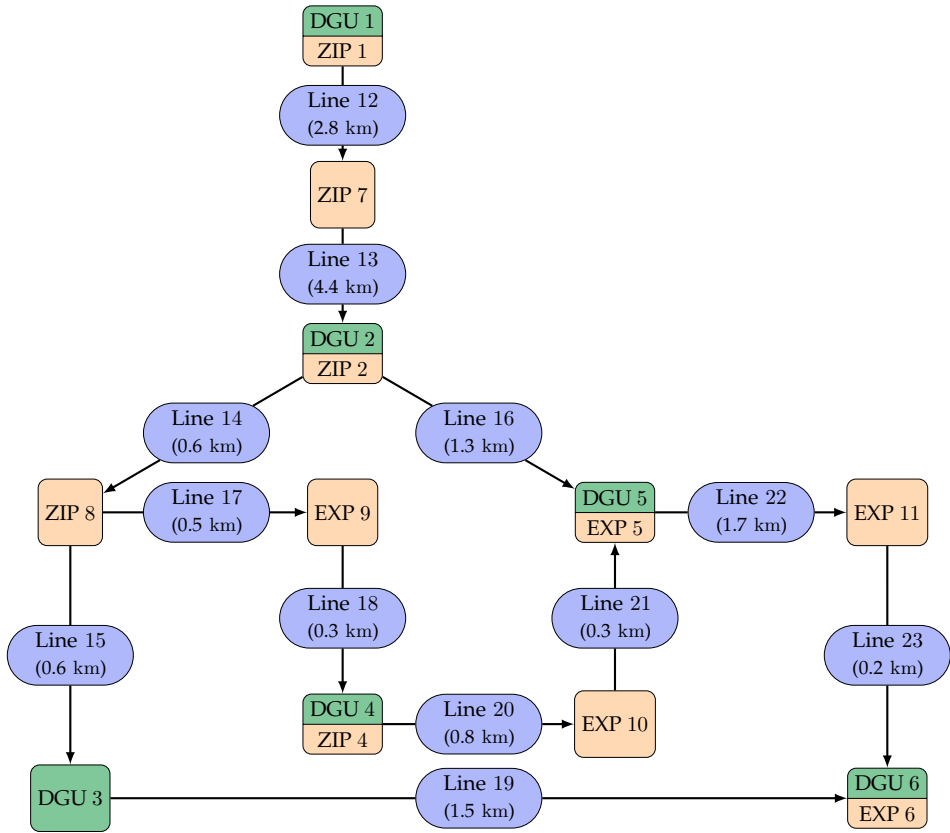 DGU 1
ZIP 1
Line 12
(2.8 km)
ZIP 7
Line 13
(4.4 km)
DGU 2
ZIP 2
Line 14
(0.6 km)
Line 16
(1.3 km)
ZIP 8
Line 17
(0.5 km)
EXP 9
DGU 5
EXP 5
Line 22
(1.7 km)
EXP 11
Line 18
(0.3 km)
Line 21
(0.3 km)
Line 15
(0.6 km)
Line 23
(0.2 km)
DGU 4
ZIP 4
Line 20
(0.8 km)
EXP 10
DGU 3
Line 19
(1.5 km)
DGU 6
EXP 6